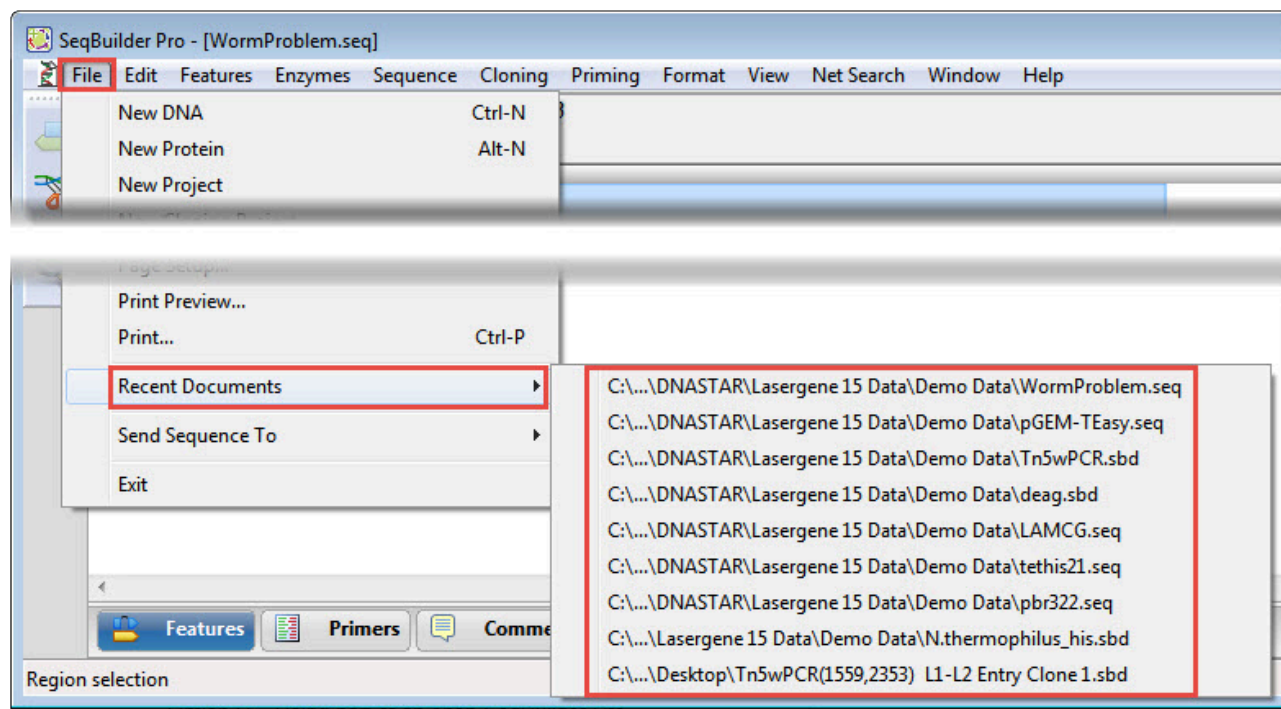 SeqBuilder Pro - [WormProblem.seq]
File Edit Features Enzymes Sequence Cloning Priming Format View Net Search Window Help
New DNA Ctrl-N
New Protein Alt-N
New Project
Page Setup...
Print Preview...
Print... Ctrl-P
Recent Documents
C:\...\DNASTAR\Lasergene 15 Data\Demo Data\WormProblem.seq
C:\...\DNASTAR\Lasergene 15 Data\Demo Data\pGEM-TEasy.seq
C:\...\DNASTAR\Lasergene 15 Data\Demo Data\Tn5wPCR.sbd
C:\...\DNASTAR\Lasergene 15 Data\Demo Data\deag.sbd
C:\...\DNASTAR\Lasergene 15 Data\Demo Data\LAMCG.seq
C:\...\DNASTAR\Lasergene 15 Data\Demo Data\tethis21.seq
C:\...\DNASTAR\Lasergene 15 Data\Demo Data\pbr322.seq
C:\...\Lasergene 15 Data\Demo Data\N.thermophilus_his.sbd
C:\...\Desktop\Tn5wPCR(1559,2353) L1-L2 Entry Clone 1.sbd
Send Sequence To
Exit
Features Primers Comme
Region selection